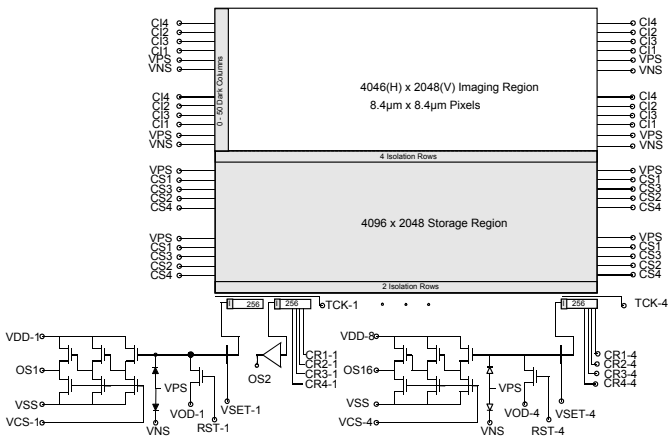 CI4 CI4
CI2 CI2
CI3 CI3
CI1 CI1
VPS VPS
VNS VNS
0 - 50 Dark Columns
4046(H) x 2048(V) Imaging Region
8.4µm x 8.4µm Pixels
CI4 CI4
CI2 CI2
CI3 CI3
CI1 CI1
VPS VPS
VNS VNS
4 Isolation Rows
VPS VPS
CS1 CS1
CS3 CS3
CS2 CS2
CS4 CS4
4096 x 2048 Storage Region
VPS VPS
CS1 CS1
CS3 CS3
CS2 CS2
CS4 CS4
2 Isolation Rows
I 256 I 256 TCK-1 . . . I 256 TCK-4
VDD-1 VDD-8
CR1-1 CR1-4
CR2-1 CR2-4
CR3-1 CR3-4
CR4-1 CR4-4
OS1 OS2 OS16
VPS VPS
VSS VSS
VOD-1 VSET-1 VOD-4 VSET-4
VCS-1 VCS-4
VNS RST-1 VNS RST-4